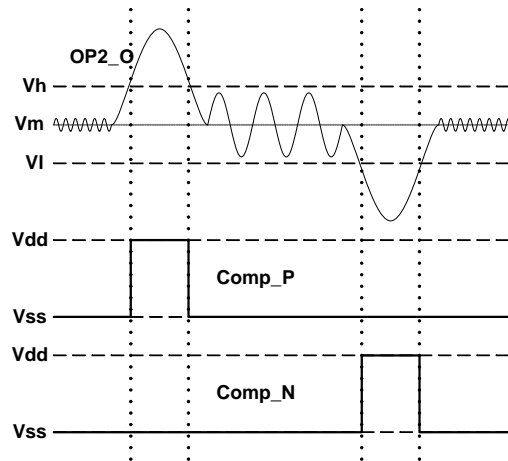 OP2_O
Vh
Vm
Vl
Vdd
Comp_P
Vss
Vdd
Comp_N
Vss